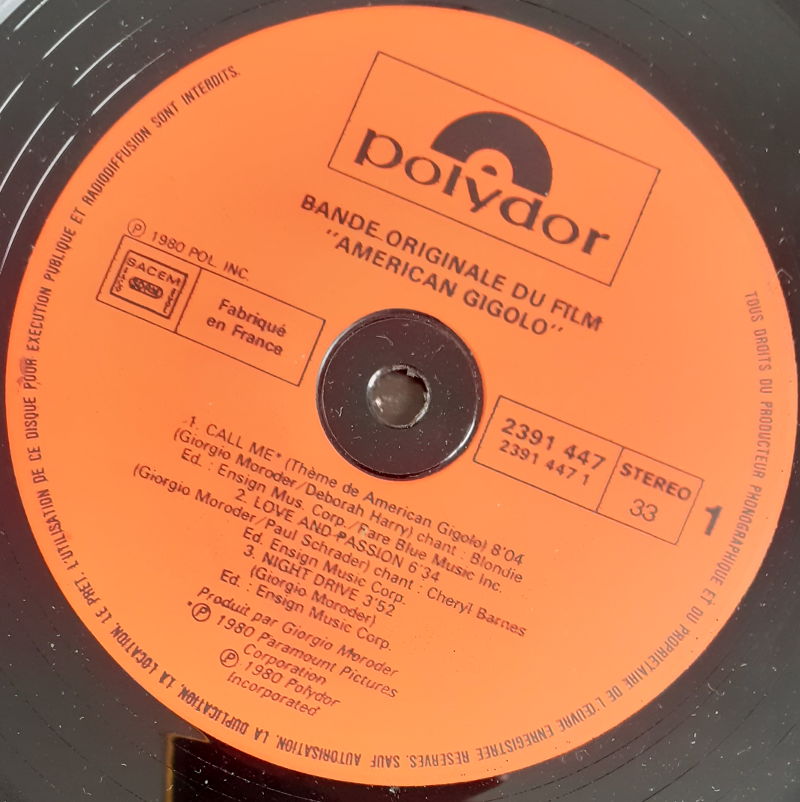 polydor
BANDE ORIGINALE DU FILM
"AMERICAN GIGOLO"
Ⓟ 1980 POL. INC.
SACEM
Fabriqué
en France
2391 447
2391 447 1
STEREO
33
1
1. CALL ME* (Thème de American Gigolo) 8'04
(Giorgio Moroder/Deborah Harry) chant : Blondie
Ed. : Ensign Mus. Corp./Fare Blue Music Inc.
2. LOVE AND PASSION 6'34
(Giorgio Moroder/Paul Schrader) chant : Cheryl Barnes
Ed. Ensign Music Corp.
3. NIGHT DRIVE 3'52
(Giorgio Moroder)
Ed. : Ensign Music Corp.
Produit par Giorgio Moroder
*Ⓟ 1980 Paramount Pictures
Corporation
Ⓟ 1980 Polydor
Incorporated
TOUS DROITS DU PRODUCTEUR PHONOGRAPHIQUE ET DU PROPRIETAIRE DE L'ŒUVRE ENREGISTREE RESERVES. SAUF AUTORISATION, LA DUPLICATION, LA LOCATION, LE PRET, L'UTILISATION DE CE DISQUE POUR EXECUTION PUBLIQUE ET RADIODIFFUSION SONT INTERDITS.